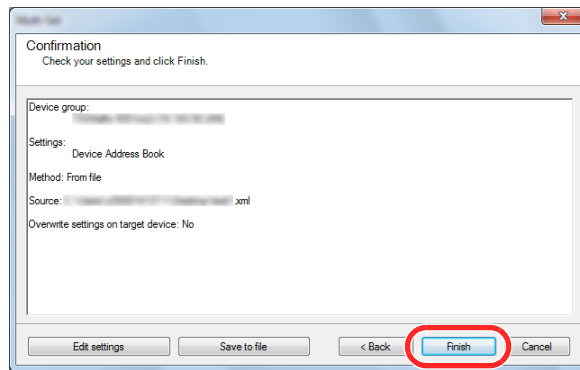 Confirmation
Check your settings and click Finish.
Device group:
Settings:
Device Address Book
Method: From file
Source: .xml
Overwrite settings on target device: No
Edit settings Save to file < Back Finish Cancel